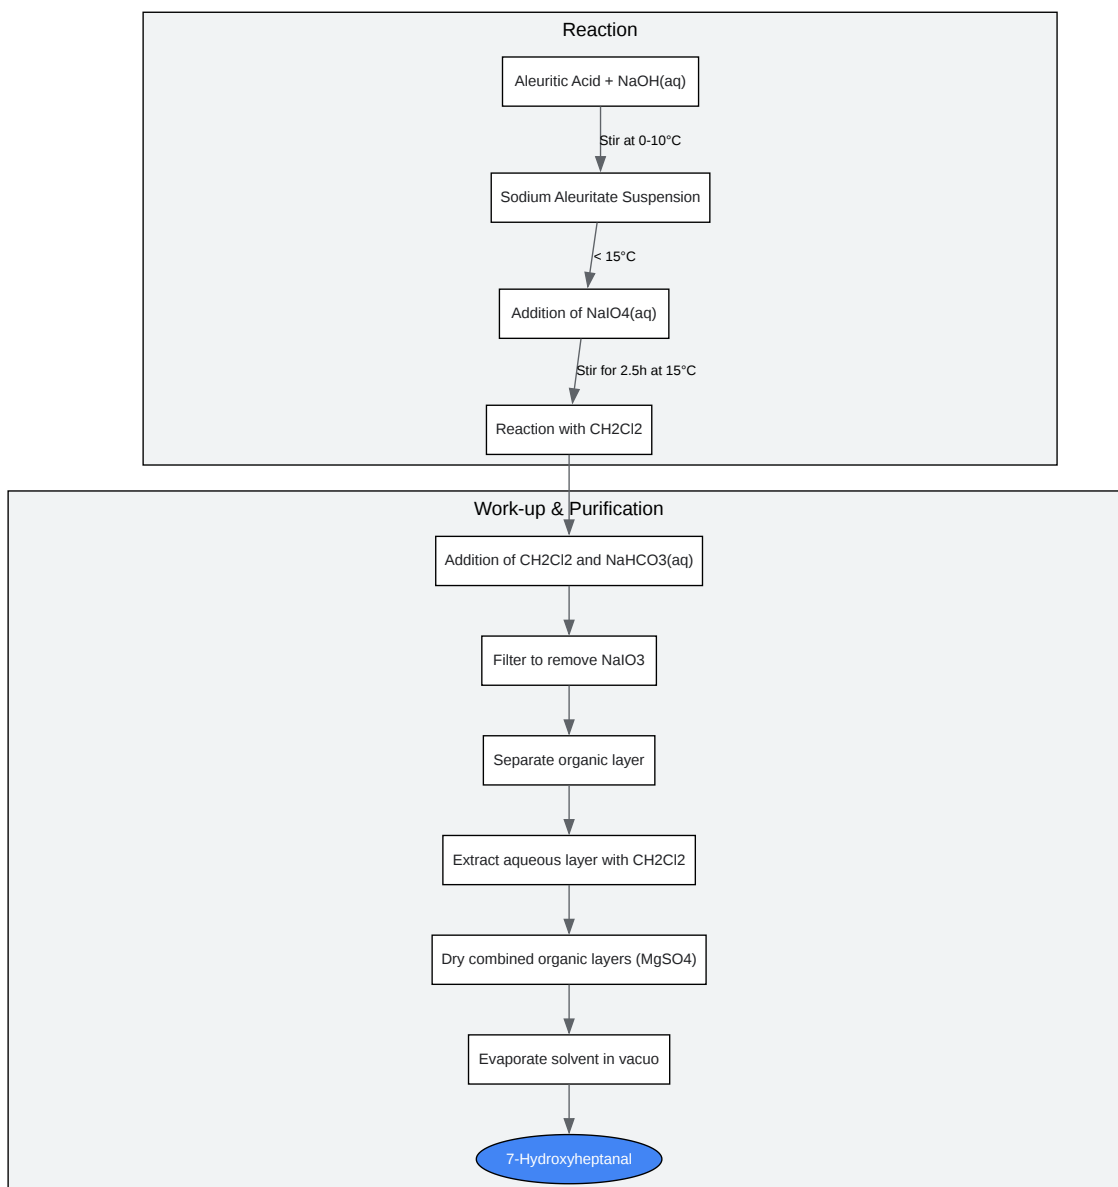 Reaction
Aleuritic Acid + NaOH(aq)
Stir at 0-10°C
Sodium Aleuritate Suspension
< 15°C
Addition of NaIO4(aq)
Stir for 2.5h at 15°C
Reaction with CH2Cl2
Work-up & Purification
Addition of CH2Cl2 and NaHCO3(aq)
Filter to remove NaIO3
Separate organic layer
Extract aqueous layer with CH2Cl2
Dry combined organic layers (MgSO4)
Evaporate solvent in vacuo
7-Hydroxyheptanal